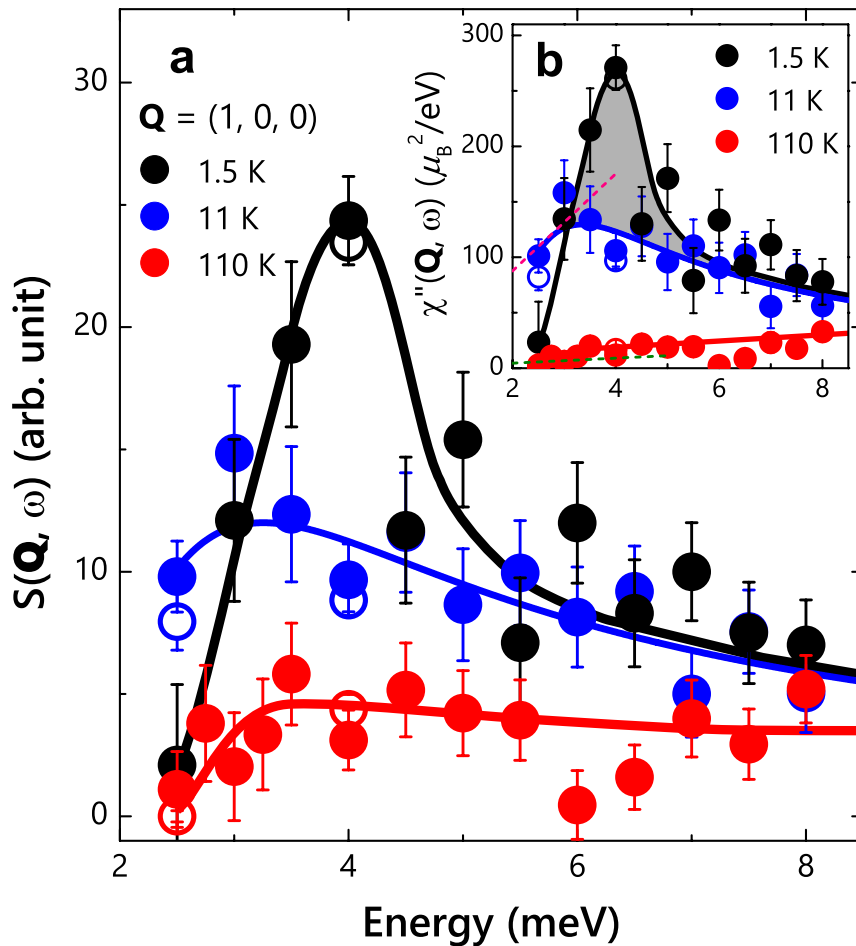 a
Q = (1, 0, 0)
1.5 K
11 K
110 K
S(Q, ω) (arb. unit)
30
20
10
0
2
4
6
8
Energy (meV)
b
1.5 K
11 K
110 K
χ''(Q, ω) (μB²/eV)
300
200
100
0
2
4
6
8